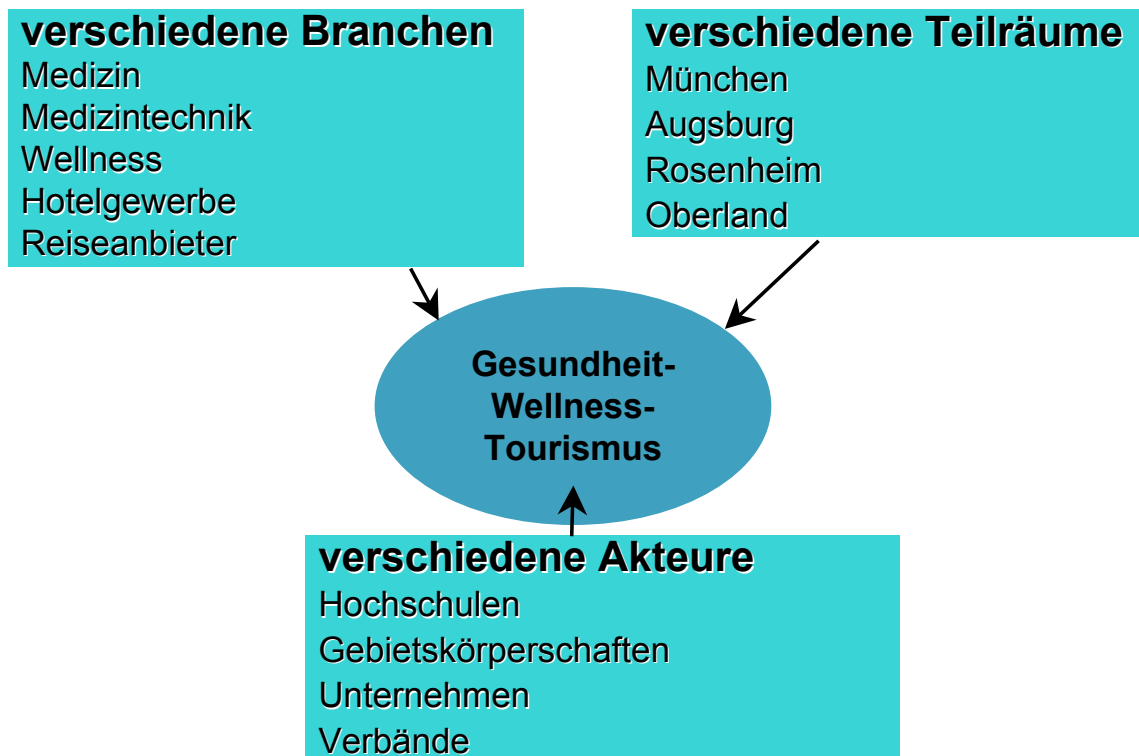 verschiedene Branchen
Medizin
Medizintechnik
Wellness
Hotelgewerbe
Reiseanbieter
verschiedene Teilräume
München
Augsburg
Rosenheim
Oberland
Gesundheit-
Wellness-
Tourismus
verschiedene Akteure
Hochschulen
Gebietskörperschaften
Unternehmen
Verbände